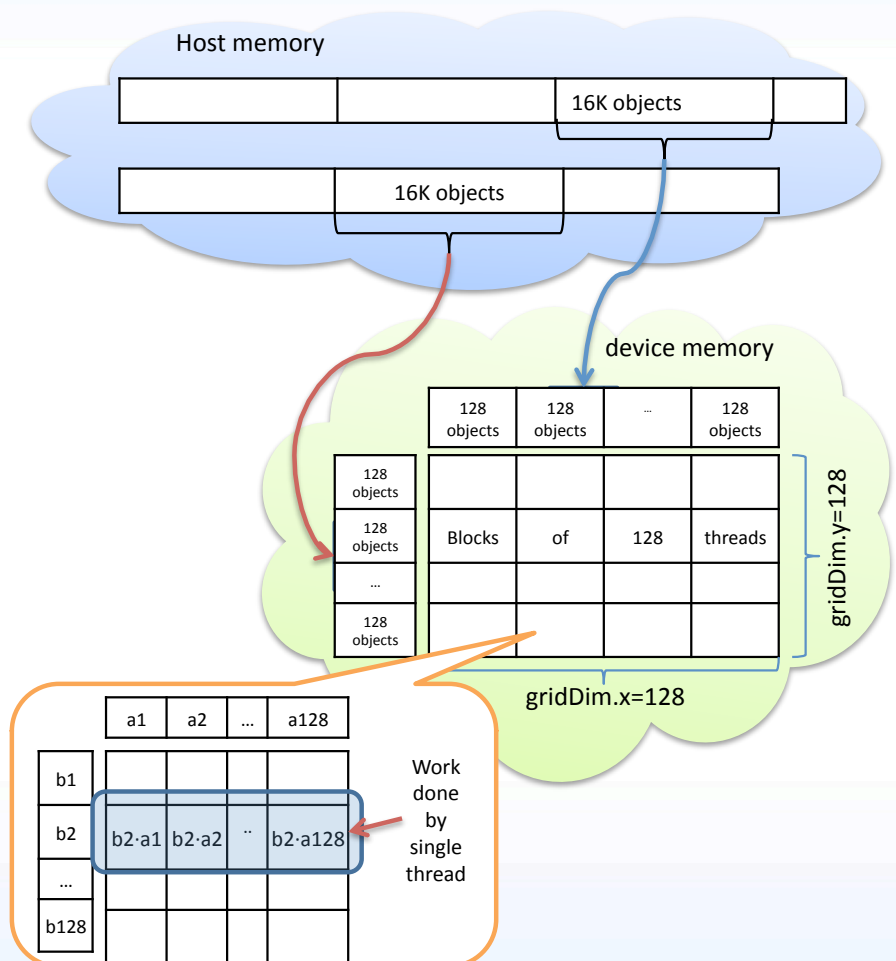 Host memory
16K objects
16K objects
device memory
128 objects
128 objects
...
128 objects
128 objects
128 objects
...
128 objects
Blocks of 128 threads
gridDim.y=128
gridDim.x=128
a1 a2 ... a128
b1
b2
...
b128
b2·a1 b2·a2 .. b2·a128
Work
done
by
single
thread